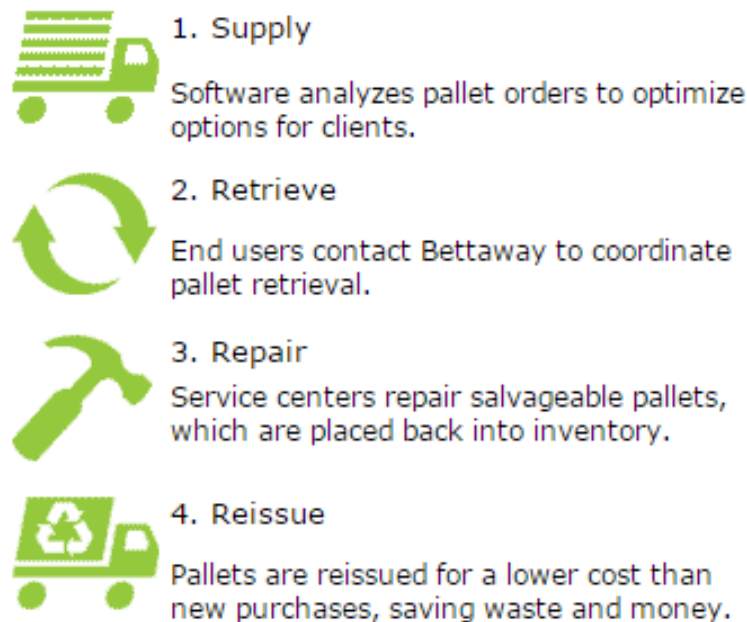 1. Supply
Software analyzes pallet orders to optimize
options for clients.
2. Retrieve
End users contact Bettaway to coordinate
pallet retrieval.
3. Repair
Service centers repair salvageable pallets,
which are placed back into inventory.
4. Reissue
Pallets are reissued for a lower cost than
new purchases, saving waste and money.